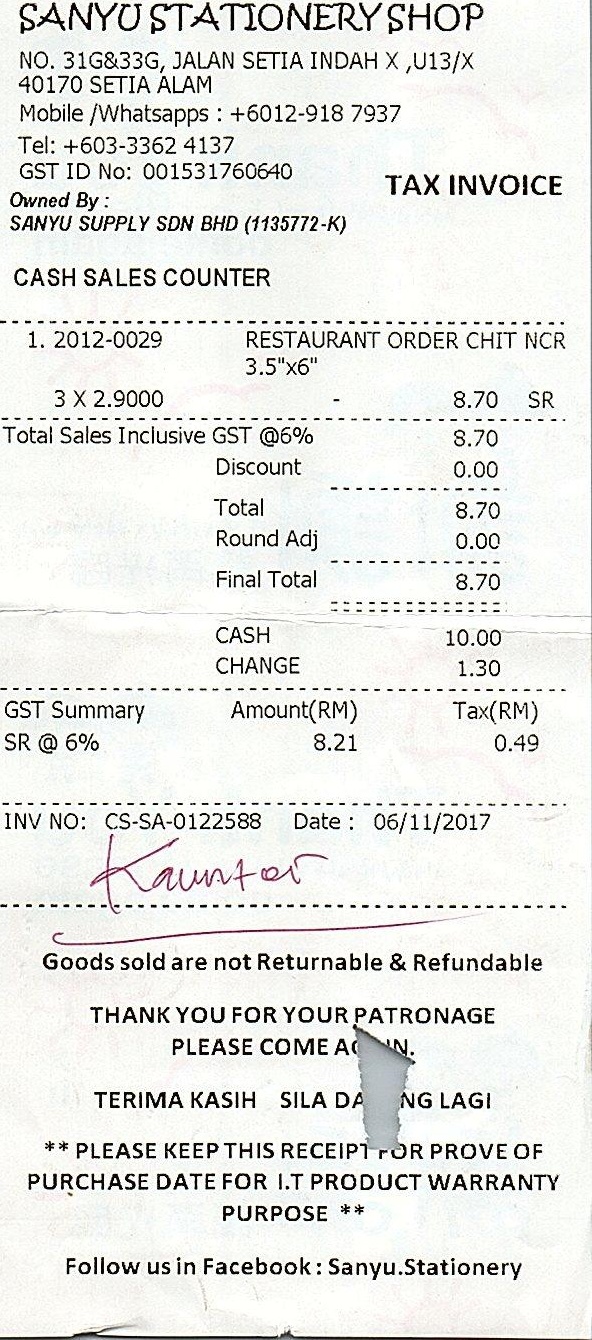 SANYU STATIONERY SHOP
NO. 31G&33G, JALAN SETIA INDAH X ,U13/X
40170 SETIA ALAM
Mobile /Whatsapps : +6012-918 7937
Tel: +603-3362 4137
GST ID No: 001531760640
TAX INVOICE
Owned By :
SANYU SUPPLY SDN BHD (1135772-K)
CASH SALES COUNTER
1. 2012-0029 RESTAURANT ORDER CHIT NCR
3.5"x6"
3 X 2.9000 - 8.70 SR
Total Sales Inclusive GST @6% 8.70
Discount 0.00
Total 8.70
Round Adj 0.00
Final Total 8.70
CASH 10.00
CHANGE 1.30
GST Summary Amount(RM) Tax(RM)
SR @ 6% 8.21 0.49
INV NO: CS-SA-0122588 Date : 06/11/2017
Kaunter
Goods sold are not Returnable & Refundable
THANK YOU FOR YOUR PATRONAGE
PLEASE COME AGAIN.
TERIMA KASIH SILA DATANG LAGI
** PLEASE KEEP THIS RECEIPT FOR PROVE OF
PURCHASE DATE FOR I.T PRODUCT WARRANTY
PURPOSE **
Follow us in Facebook : Sanyu.Stationery